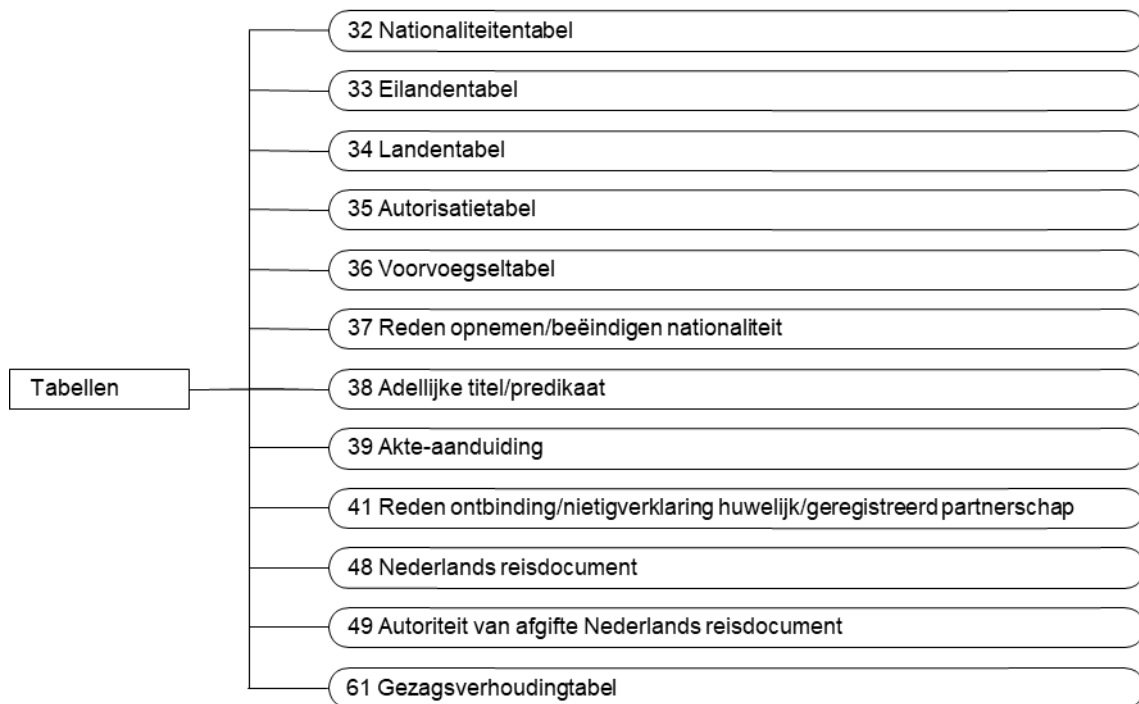 32 Nationaliteitentabel
33 Eilandentabel
34 Landentabel
35 Autorisatietabel
36 Voorvoegseltabel
37 Reden opnemen/beëindigen nationaliteit
Tabellen
38 Adellijke titel/predikaat
39 Akte-aanduiding
41 Reden ontbinding/nietigverklaring huwelijk/geregistreerd partnerschap
48 Nederlands reisdocument
49 Autoriteit van afgifte Nederlands reisdocument
61 Gezagsverhoudingtabel